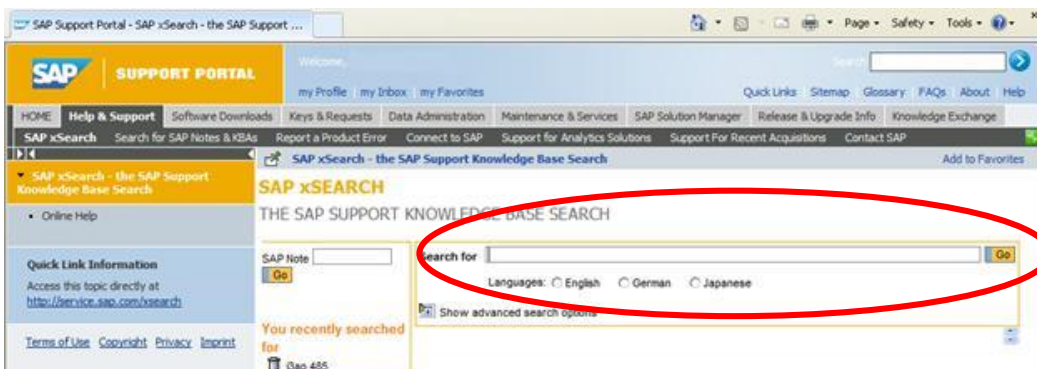 SAP Support Portal - SAP xSearch - the SAP Support ...
Page Safety Tools
SAP SUPPORT PORTAL
Welcome,
Search
my Profile my Inbox my Favorites
Quick Links Sitemap Glossary FAQs About Help
HOME Help & Support Software Downloads Keys & Requests Data Administration Maintenance & Services SAP Solution Manager Release & Upgrade Info Knowledge Exchange
SAP xSearch Search for SAP Notes & KBAs Report a Product Error Connect to SAP Support for Analytics Solutions Support For Recent Acquisitions Contact SAP
SAP xSearch - the SAP Support Knowledge Base Search
Add to Favorites
SAP xSearch - the SAP Support
Knowledge Base Search
Online Help
Quick Link Information
Access this topic directly at
http://service.sap.com/xsearch
Terms of Use Copyright Privacy Imprint
SAP xSEARCH
THE SAP SUPPORT KNOWLEDGE BASE SEARCH
SAP Note
Go
You recently searched
for
Gap 485
Search for
Go
Languages: English German Japanese
Show advanced search options